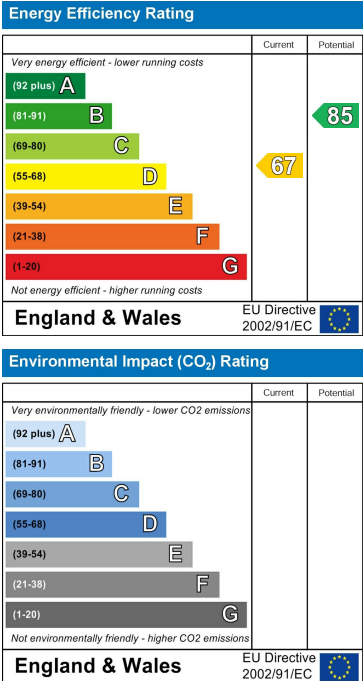 Energy Efficiency Rating
Current Potential
Very energy efficient - lower running costs
(92 plus) A
(81-91) B
85
(69-80) C
(55-68) D
67
(39-54) E
(21-38) F
(1-20) G
Not energy efficient - higher running costs
England & Wales
EU Directive
2002/91/EC
Environmental Impact (CO₂) Rating
Current Potential
Very environmentally friendly - lower CO2 emissions
(92 plus) A
(81-91) B
(69-80) C
(55-68) D
(39-54) E
(21-38) F
(1-20) G
Not environmentally friendly - higher CO2 emissions
England & Wales
EU Directive
2002/91/EC